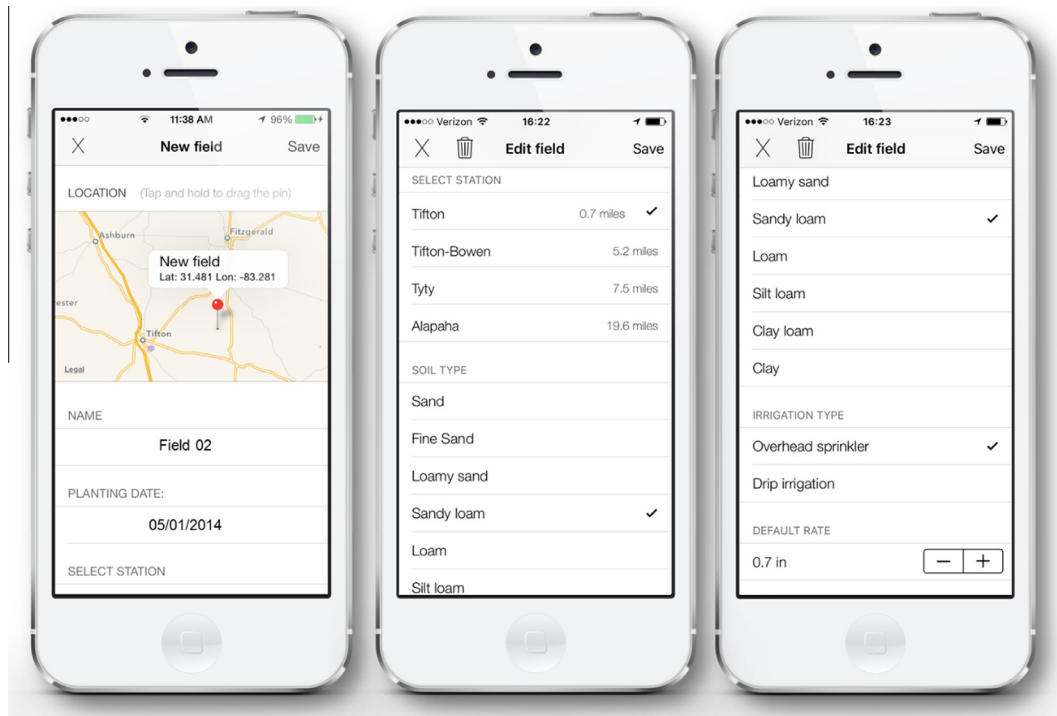 11:38 AM
96%
New field
Save
LOCATION (Tap and hold to drag the pin)
Ashburn
Fitzgerald
New field
Lat: 31.481 Lon: -83.281
ester
Tifton
Legal
NAME
Field 02
PLANTING DATE:
05/01/2014
SELECT STATION
Verizon 16:22
Edit field
Save
SELECT STATION
Tifton 0.7 miles
Tifton-Bowen 5.2 miles
Tyty 7.5 miles
Alapaha 19.6 miles
SOIL TYPE
Sand
Fine Sand
Loamy sand
Sandy loam
Loam
Silt loam
Verizon 16:23
Edit field
Save
Loamy sand
Sandy loam
Loam
Silt loam
Clay loam
Clay
IRRIGATION TYPE
Overhead sprinkler
Drip irrigation
DEFAULT RATE
0.7 in